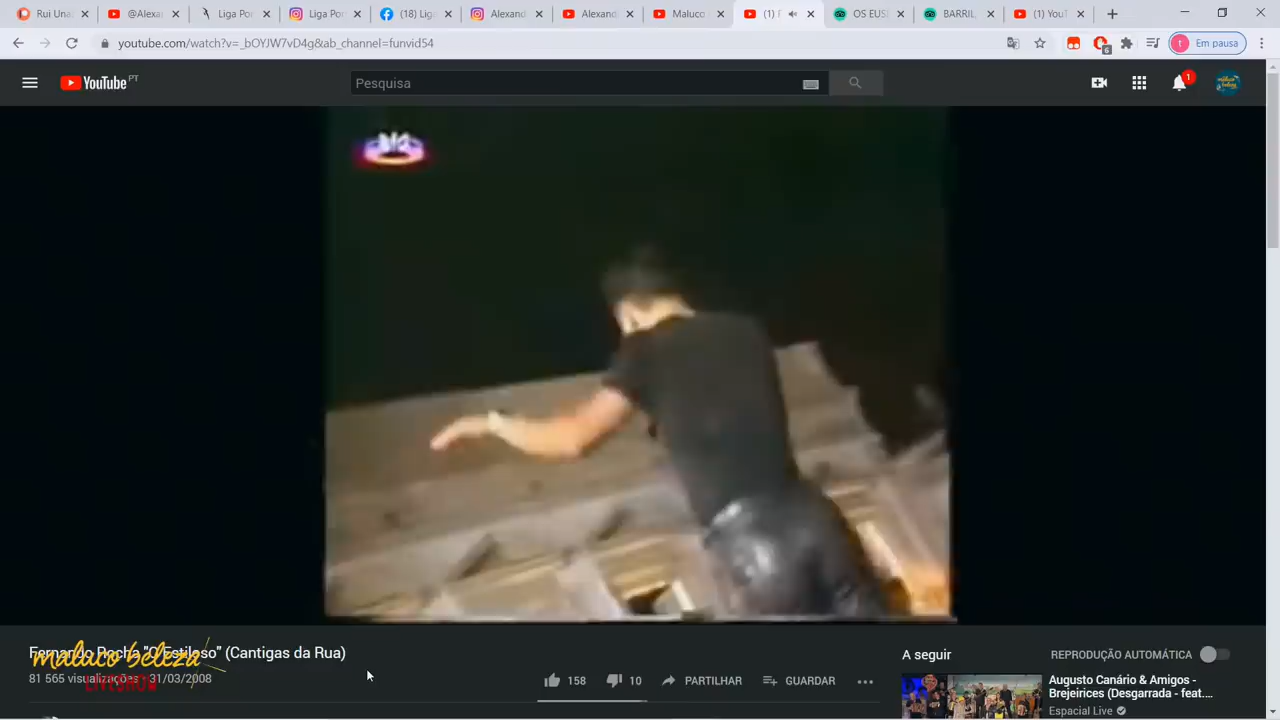 Rui Una
@Alexa
Liga Por
Liga Por
(18) Lig
Alexand
Alexand
Maluco
(1) f
OS EUS
BARRIL,
(1) YouT
youtube.com/watch?v=_bOYJW7vD4g&ab_channel=funvid54
6
t
Em pausa
YouTube PT
Pesquisa
1
Fernando Rocha "O Estiloso" (Cantigas da Rua)
maluco beleza
LIVESHOW
81 565 visualizações · 31/03/2008
158
10
PARTILHAR
GUARDAR
A seguir
REPRODUÇÃO AUTOMÁTICA
Augusto Canário & Amigos -
Brejeirices (Desgarrada - feat....
Espacial Live